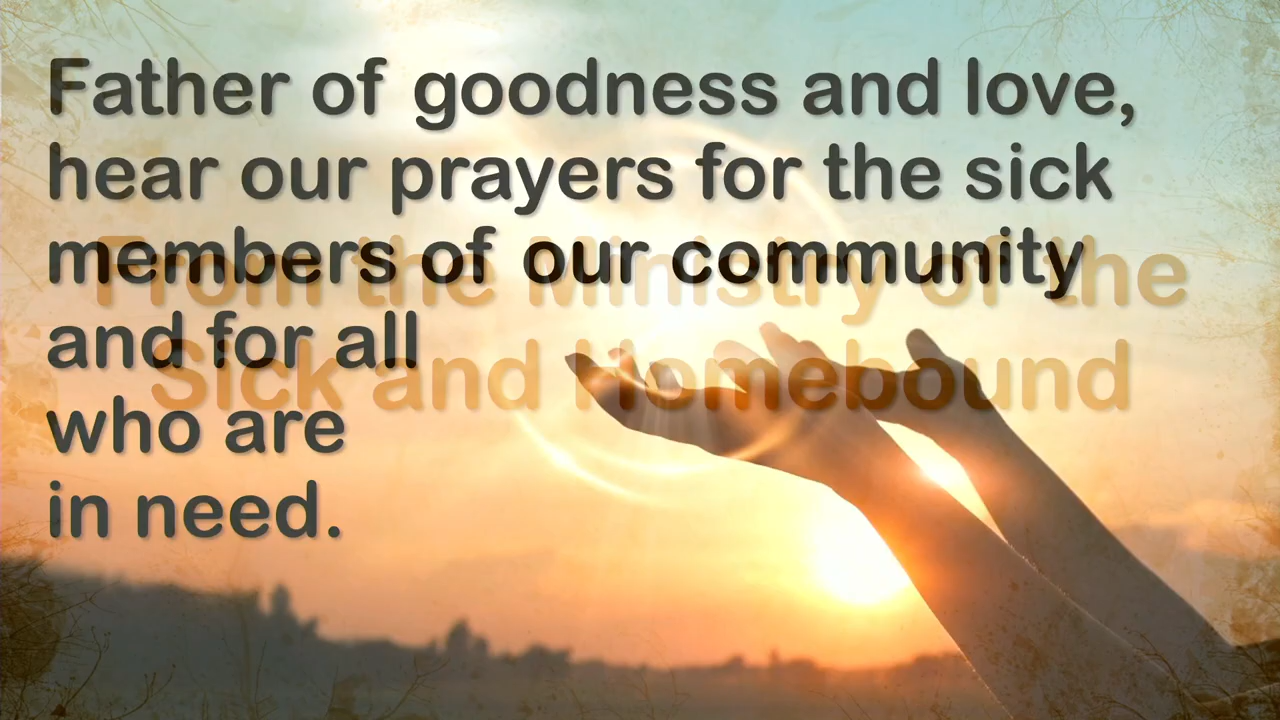 Father of goodness and love,
hear our prayers for the sick
members of our community
and for all
who are
in need.
From the Ministry of the
Sick and Homebound